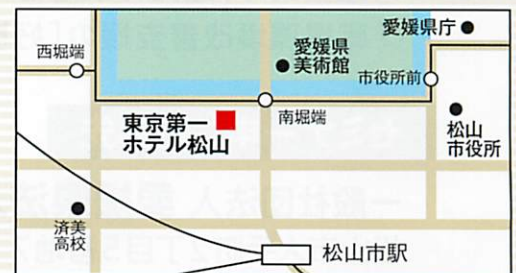 愛媛県庁
西堀端
愛媛県
美術館
市役所前
東京第一
ホテル松山
南堀端
松山
市役所
済美
高校
松山市駅